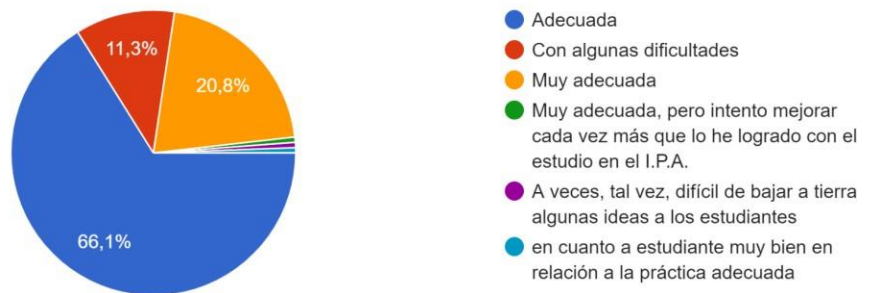 11,3%
20,8%
66,1%
Adecuada
Con algunas dificultades
Muy adecuada
Muy adecuada, pero intento mejorar
cada vez más que lo he logrado con el
estudio en el I.P.A.
A veces, tal vez, difícil de bajar a tierra
algunas ideas a los estudiantes
en cuanto a estudiante muy bien en
relación a la práctica adecuada